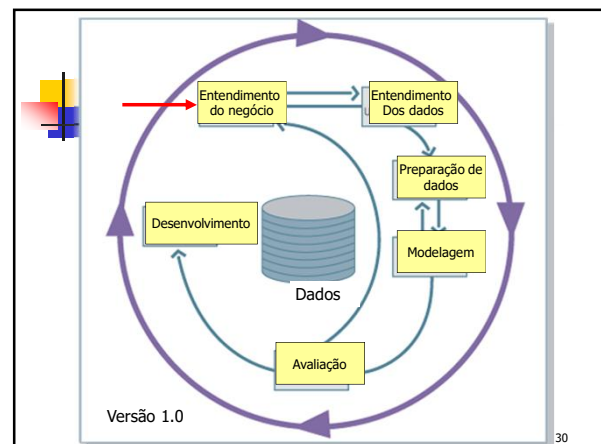 Entendimento
do negócio
Entendimento
Dos dados
Preparação de
dados
Desenvolvimento
Modelagem
Dados
Avaliação
Versão 1.0
30